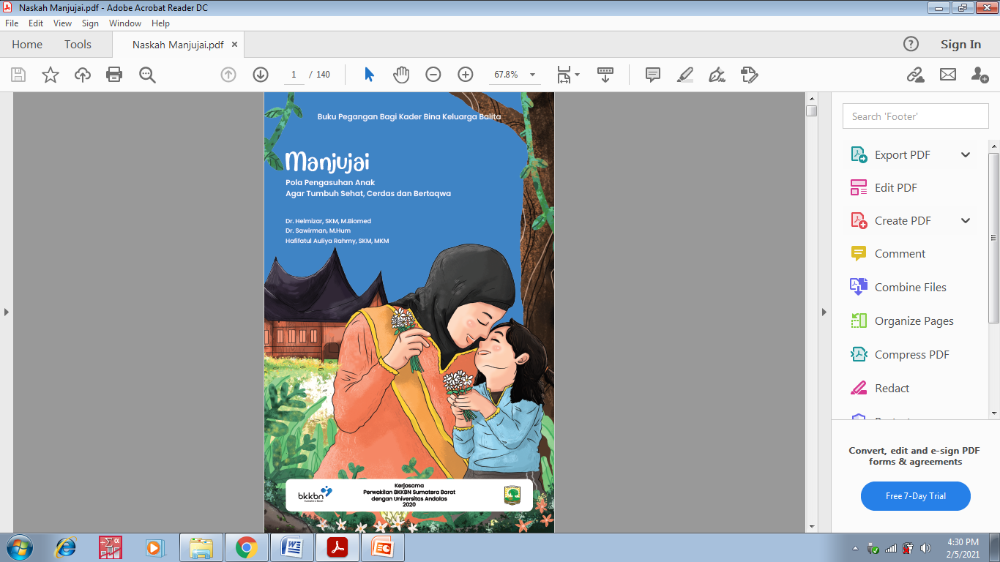 Naskah Manjujai.pdf - Adobe Acrobat Reader DC
File Edit View Sign Window Help
Home Tools Naskah Manjujai.pdf × Sign In
1 / 140 67.8%
Buku Pegangan Bagi Kader Bina Keluarga Balita
Manjujai
Pola Pengasuhan Anak
Agar Tumbuh Sehat, Cerdas dan Bertaqwa
Dr. Helmizar, SKM, M.Biomed
Dr. Sawirman, M.Hum
Hafifatul Auliya Rahmy, SKM, MKM
bkkbn
Kerjasama
Perwakilan BKKBN Sumatera Barat
dengan Universitas Andalas
2020
Search 'Footer'
Export PDF
Edit PDF
Create PDF
Comment
Combine Files
Organize Pages
Compress PDF
Redact
Convert, edit and e-sign PDF
forms & agreements
Free 7-Day Trial
4:30 PM
2/5/2021